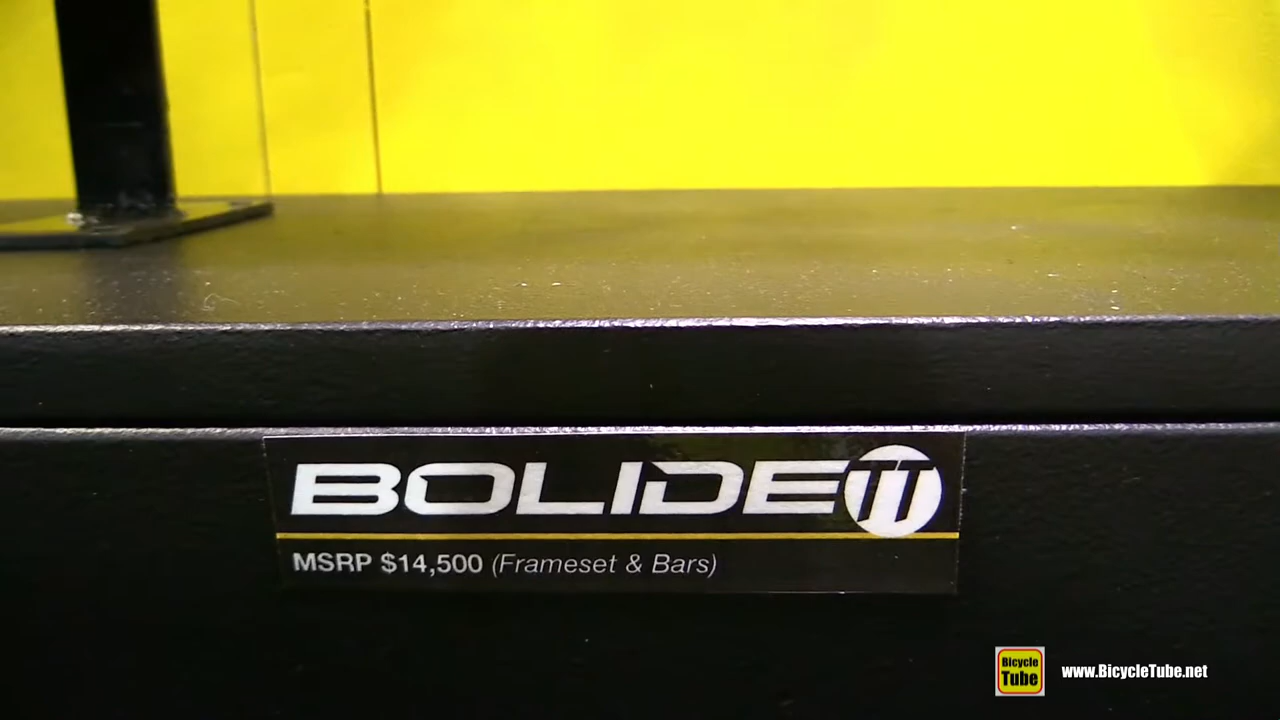 BOLIDE TT
MSRP $14,500 (Frameset & Bars)
Bicycle
Tube
www.BicycleTube.net